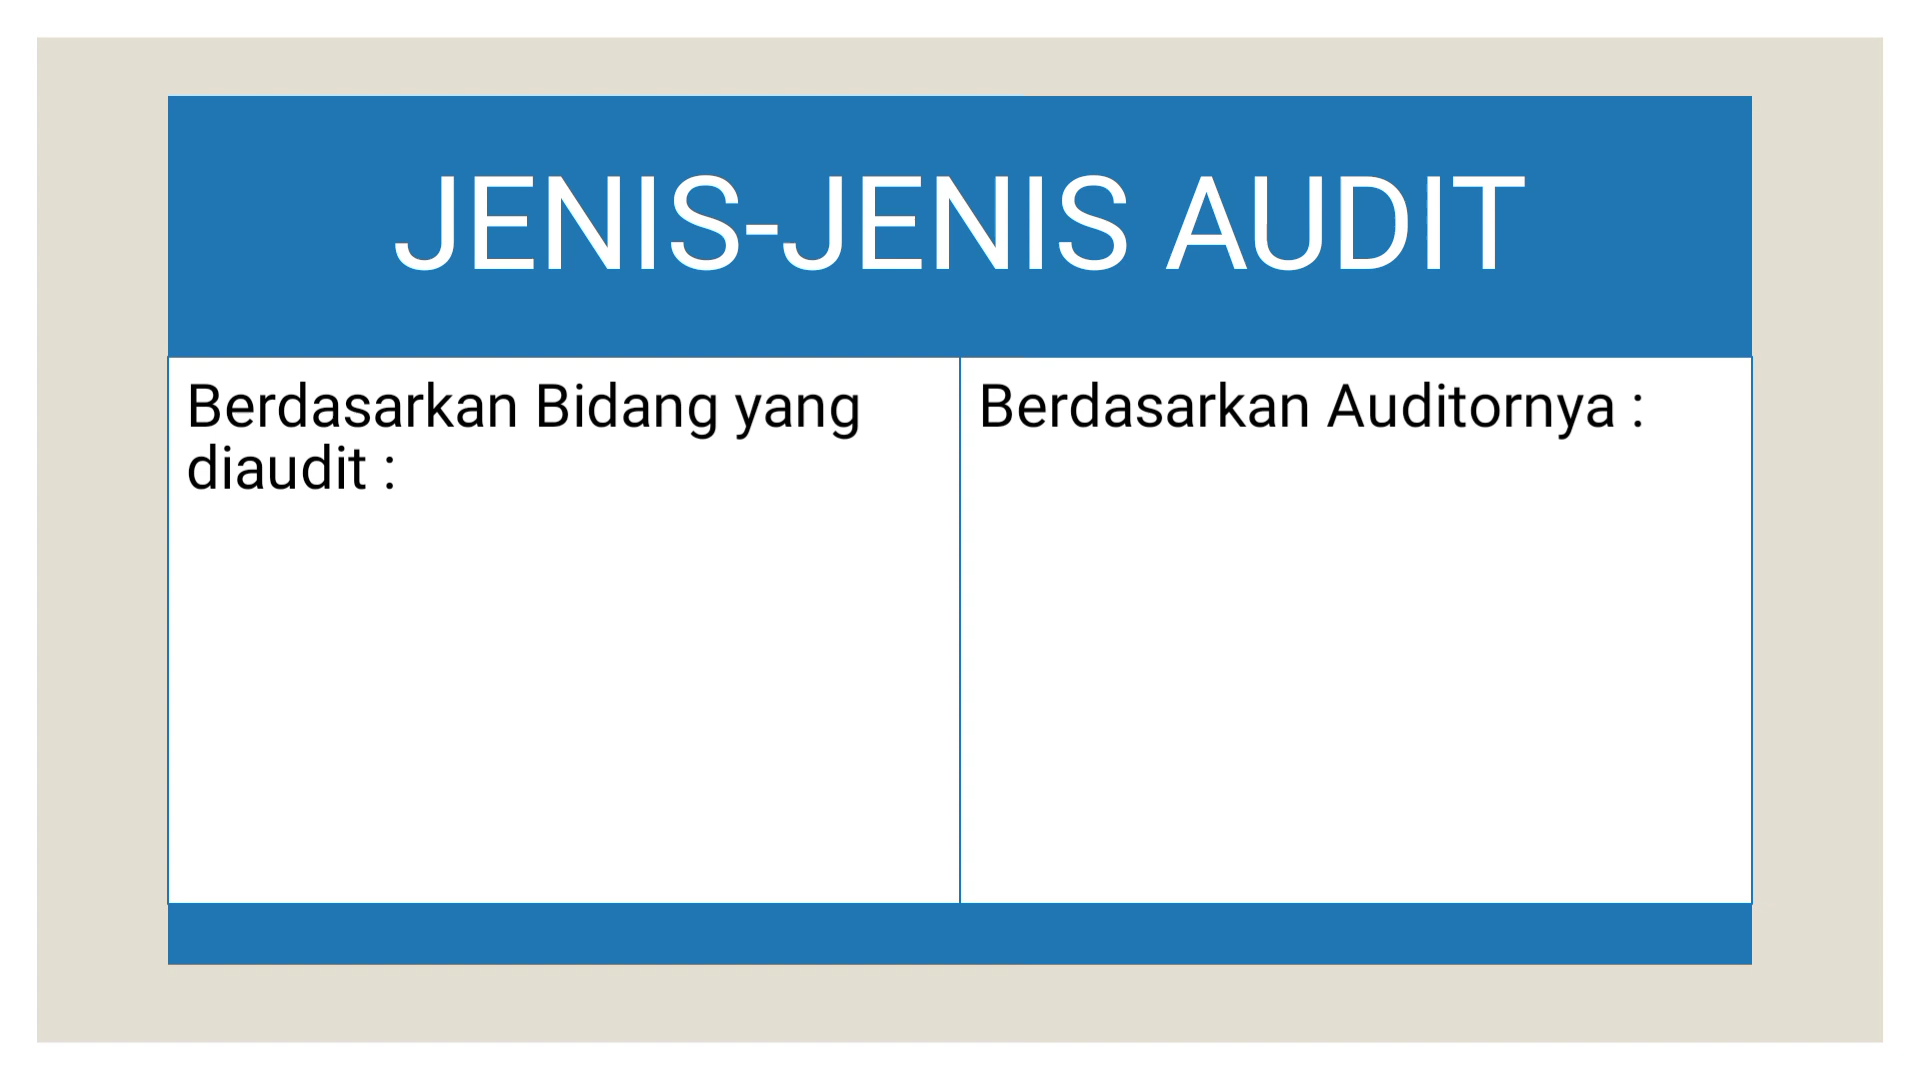 JENIS-JENIS AUDIT
Berdasarkan Bidang yang
diaudit :
Berdasarkan Auditornya :